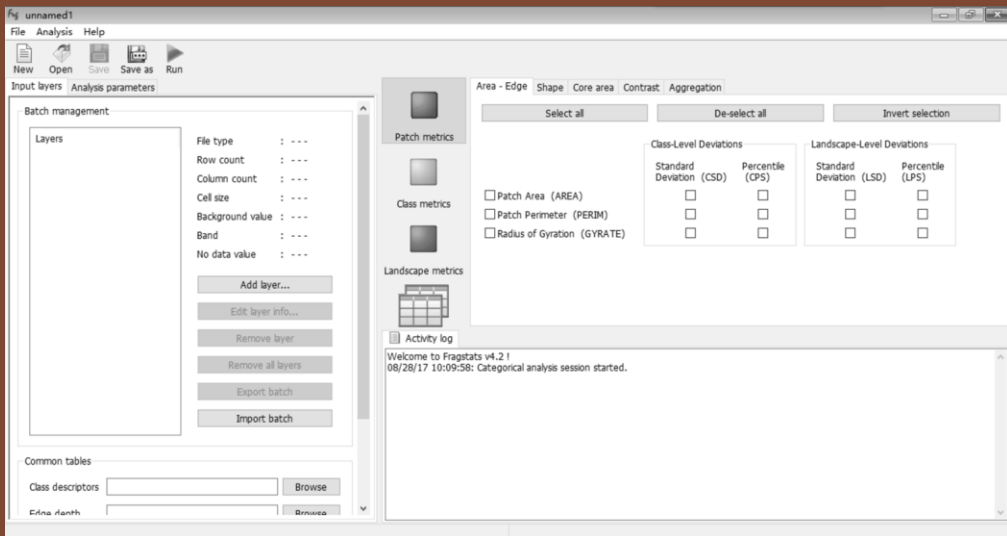 unnamed1
File Analysis Help
New Open Save Save as Run
Input layers Analysis parameters
Batch management
Layers
File type : ---
Row count : ---
Column count : ---
Cell size : ---
Background value : ---
Band : ---
No data value : ---
Add layer...
Edit layer info...
Remove layer
Remove all layers
Export batch
Import batch
Common tables
Class descriptors Browse
Edge depth Browse
Patch metrics
Class metrics
Landscape metrics
Area - Edge Shape Core area Contrast Aggregation
Select all De-select all Invert selection
Class-Level Deviations Landscape-Level Deviations
Standard Deviation (CSD) Percentile (CPS) Standard Deviation (LSD) Percentile (LPS)
Patch Area (AREA)
Patch Perimeter (PERIM)
Radius of Gyration (GYRATE)
Activity log
Welcome to Fragstats v4.2 !
08/28/17 10:09:58: Categorical analysis session started.